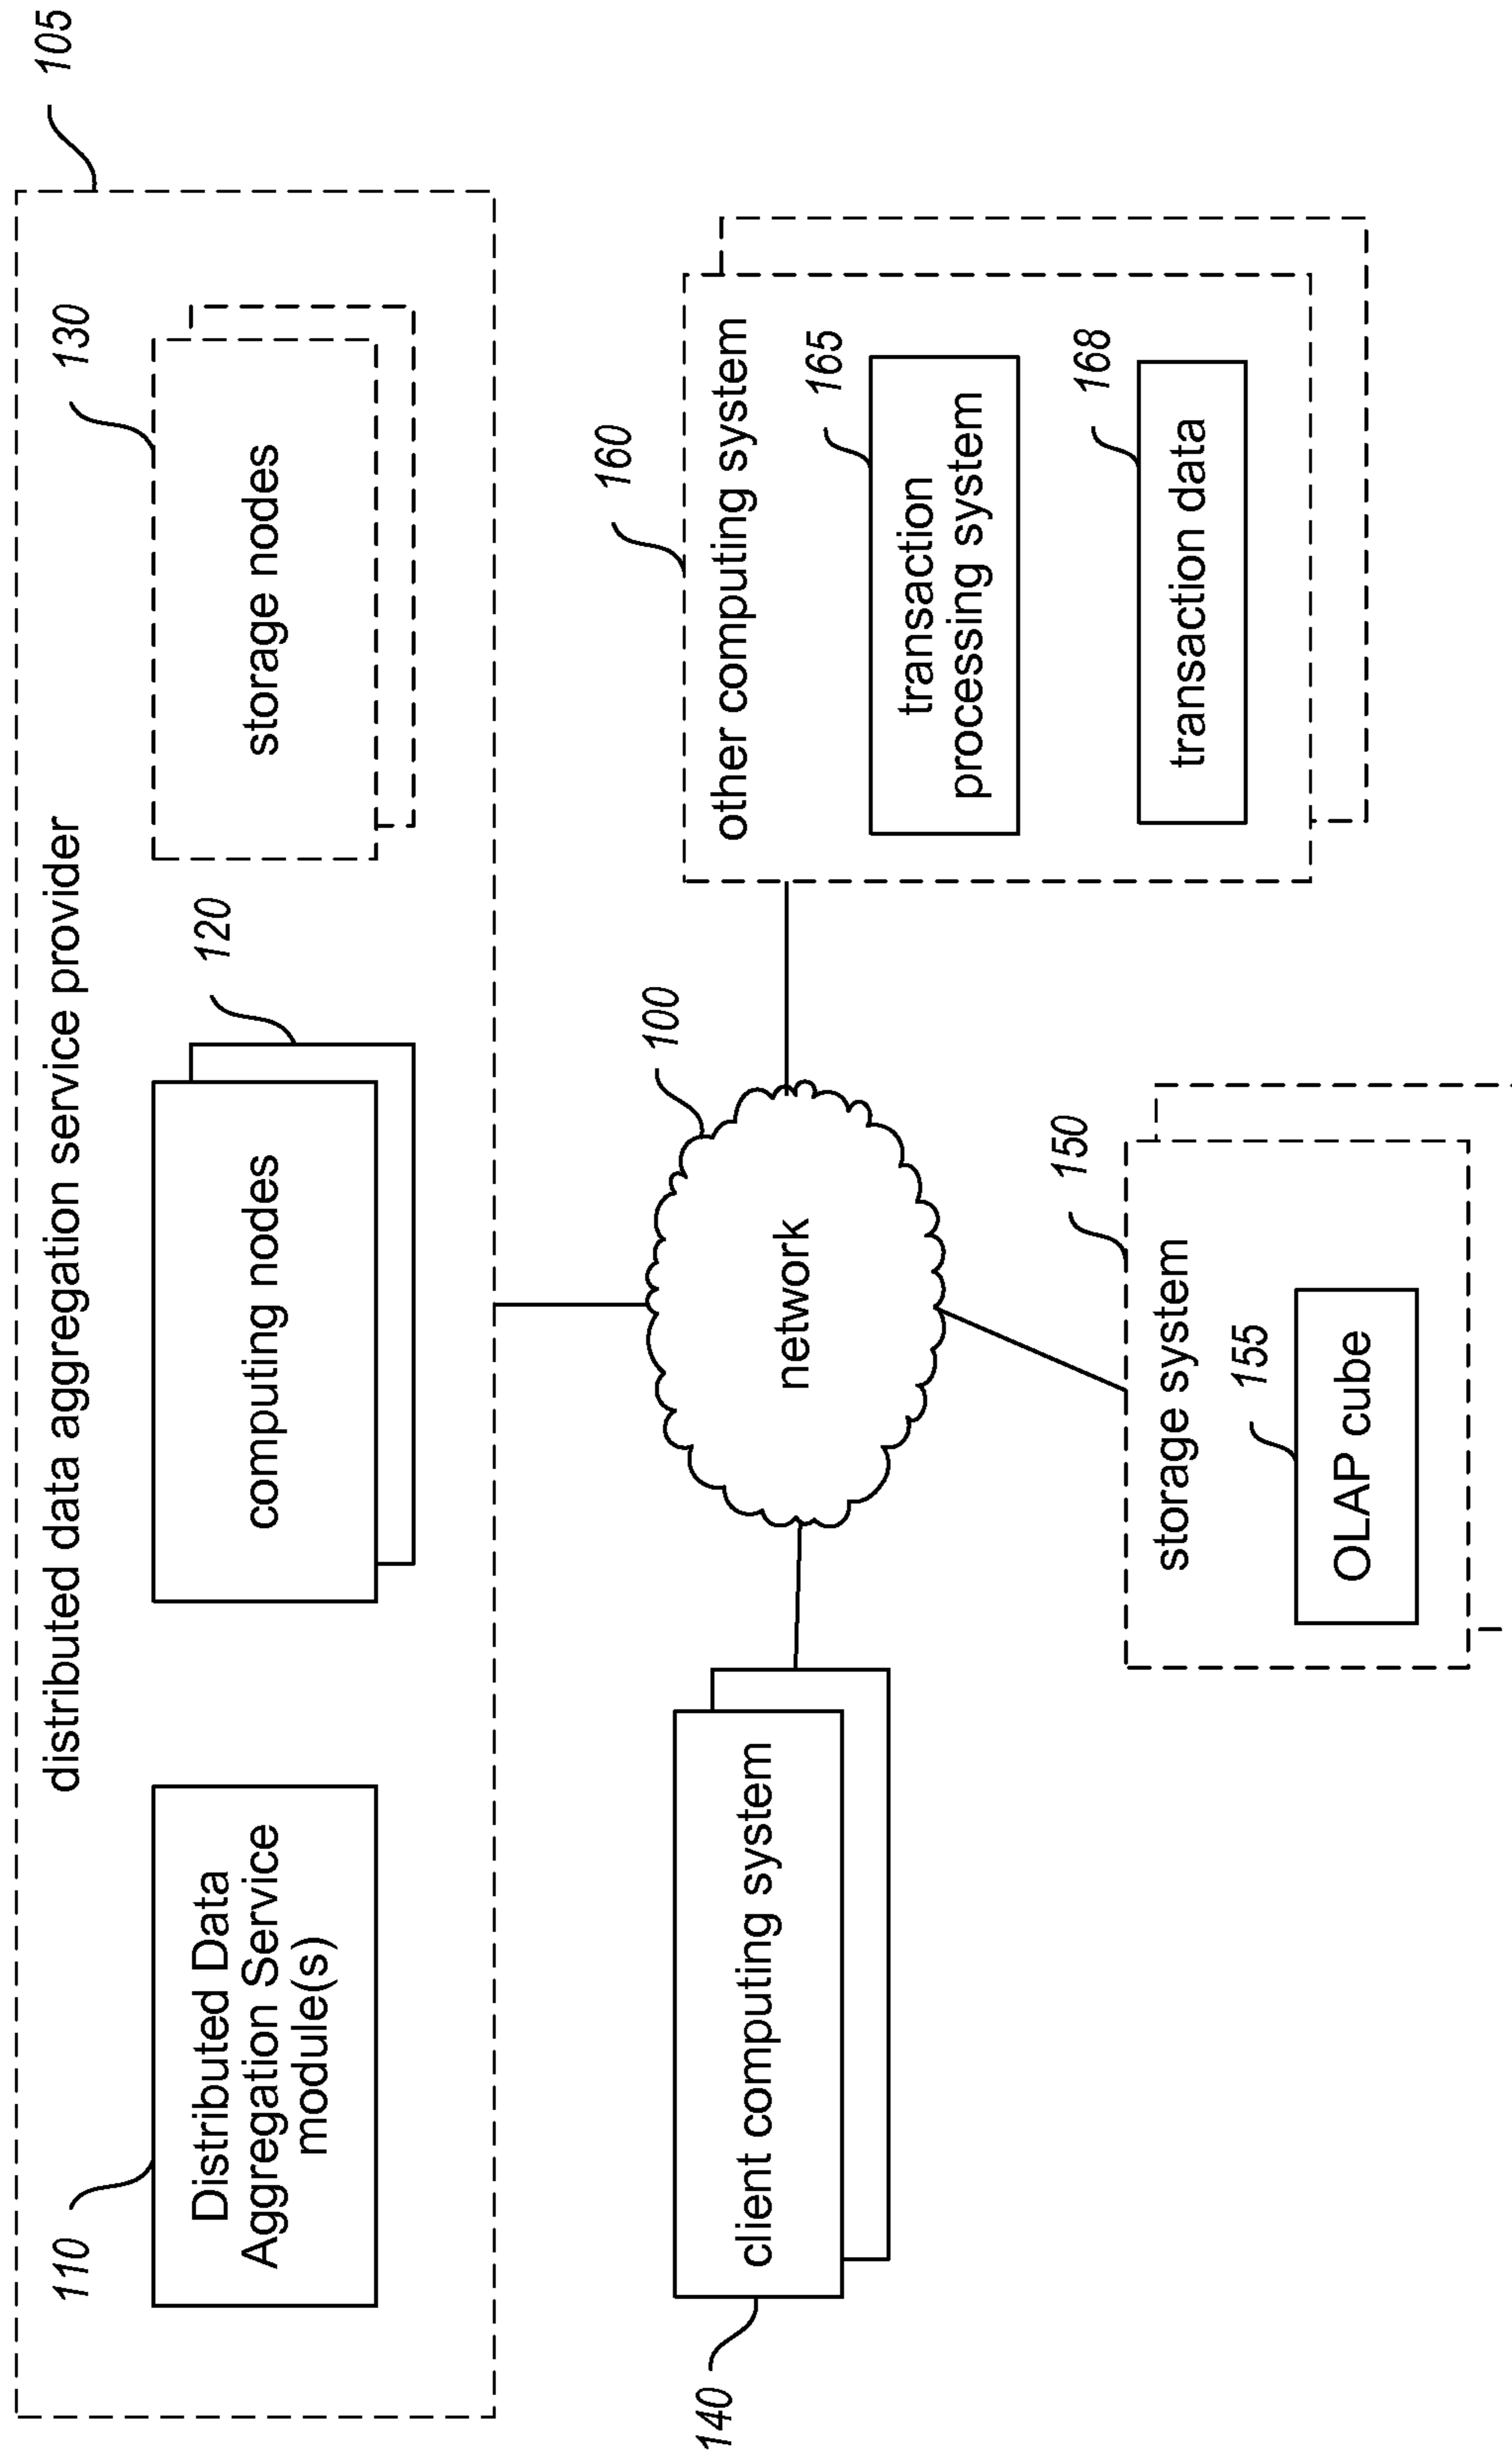 105
distributed data aggregation service provider
110
Distributed Data
Aggregation Service
module(s)
120
computing nodes
130
storage nodes
100
network
140
client computing system
150
storage system
155
OLAP cube
160
other computing system
165
transaction
processing system
168
transaction data